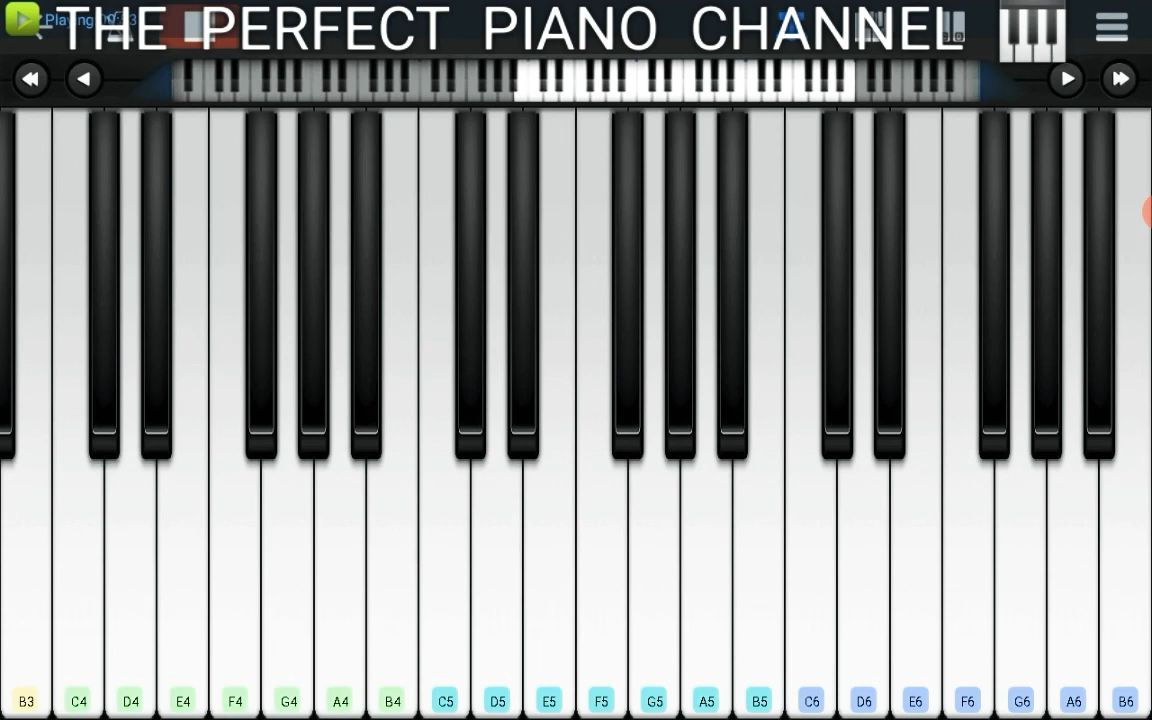 THE PERFECT PIANO CHANNEL
B3 C4 D4 E4 F4 G4 A4 B4 C5 D5 E5 F5 G5 A5 B5 C6 D6 E6 F6 G6 A6 B6